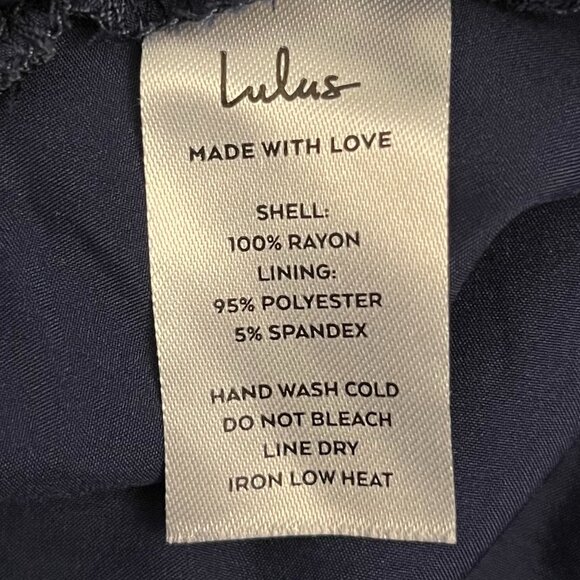 Lulus
MADE WITH LOVE
SHELL:
100% RAYON
LINING:
95% POLYESTER
5% SPANDEX
HAND WASH COLD
DO NOT BLEACH
LINE DRY
IRON LOW HEAT